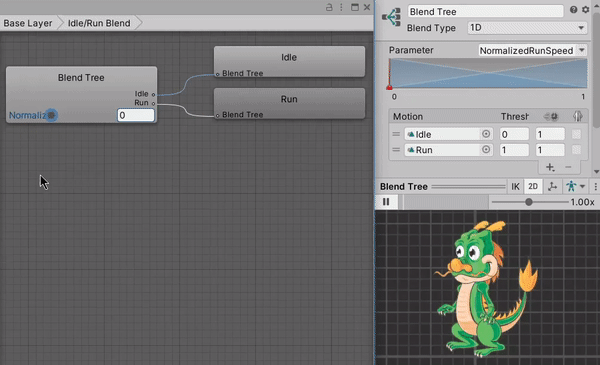 Base Layer
Idle/Run Blend
Blend Tree
Idle
Run
Normaliz
0
Idle
Blend Tree
Run
Blend Tree
Blend Tree
Blend Type
1D
Parameter
NormalizedRunSpeed
0
1
Motion
Thresh
Idle
0
1
Run
1
1
Blend Tree
IK
2D
1.00x